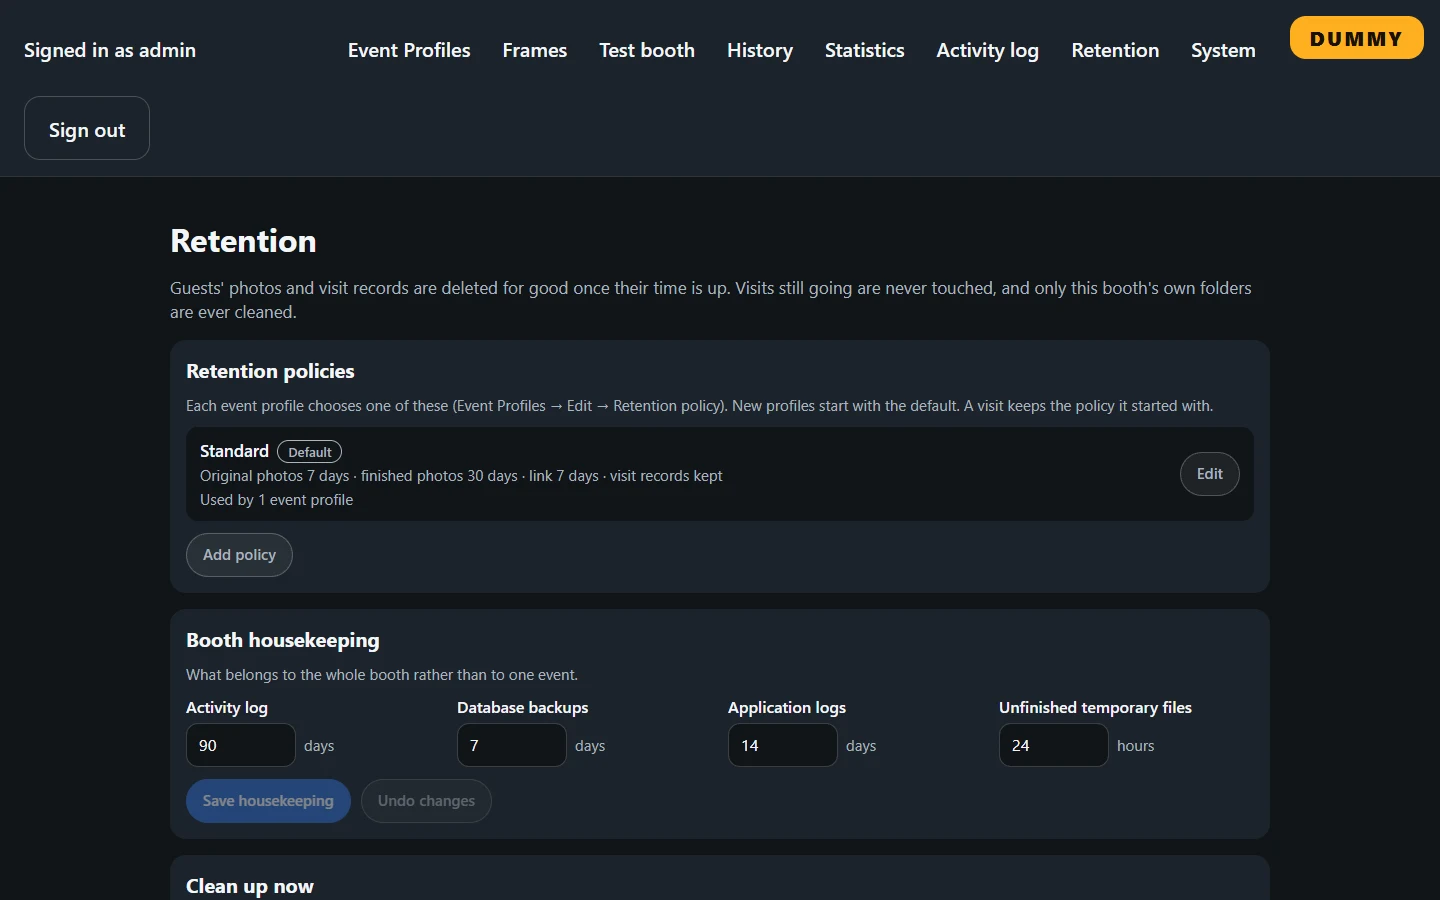 Signed in as admin
Event Profiles
Frames
Test booth
History
Statistics
Activity log
Retention
System
DUMMY
Sign out
Retention
Guests' photos and visit records are deleted for good once their time is up. Visits still going are never touched, and only this booth's own folders
are ever cleaned.
Retention policies
Each event profile chooses one of these (Event Profiles → Edit → Retention policy). New profiles start with the default. A visit keeps the policy it started with.
Standard Default
Original photos 7 days · finished photos 30 days · link 7 days · visit records kept
Used by 1 event profile
Edit
Add policy
Booth housekeeping
What belongs to the whole booth rather than to one event.
Activity log
90 days
Database backups
7 days
Application logs
14 days
Unfinished temporary files
24 hours
Save housekeeping
Undo changes
Clean up now